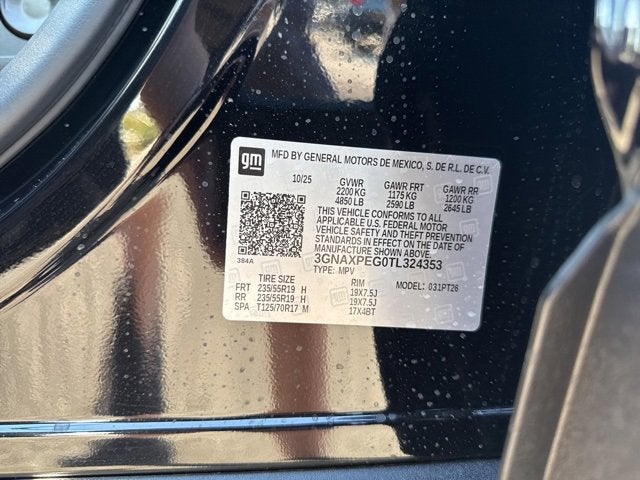 gm MFD BY GENERAL MOTORS DE MEXICO, S. DE R.L. DE C.V.
10/25 GVWR GAWR FRT GAWR RR
2200 KG 1175 KG 1200 KG
4850 LB 2590 LB 2645 LB
THIS VEHICLE CONFORMS TO ALL
APPLICABLE U.S. FEDERAL MOTOR
VEHICLE SAFETY AND THEFT PREVENTION
STANDARDS IN EFFECT ON THE DATE OF
MANUFACTURE SHOWN ABOVE.
384A 3GNAXPEG0TL324353
TYPE: MPV
TIRE SIZE RIM MODEL: 031PT26
FRT 235/55R19 H 19X7.5J
RR 235/55R19 H 19X7.5J
SPA T125/70R17 M 17X4BT